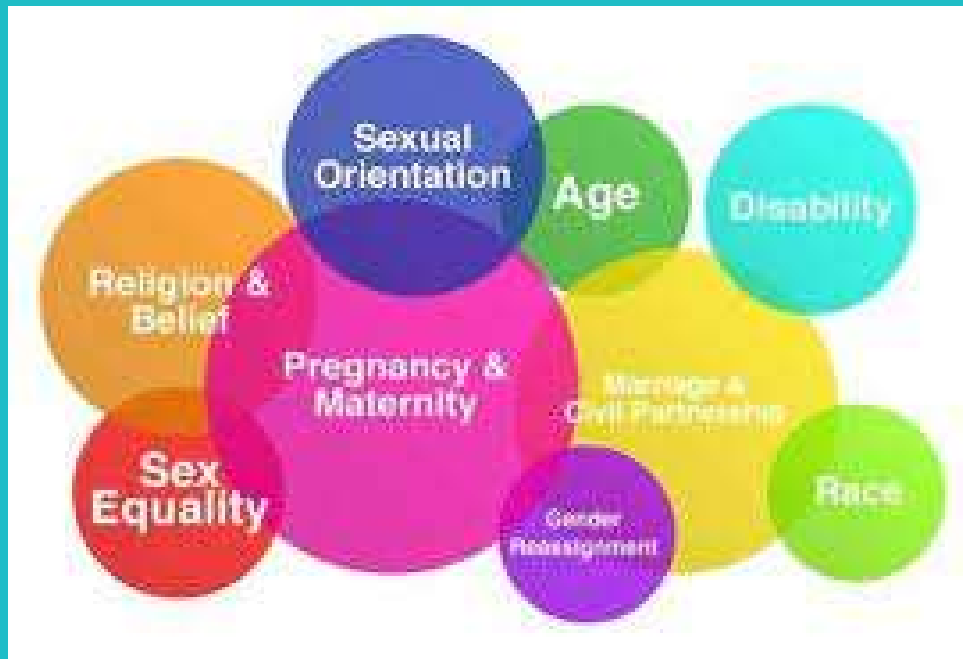 Sexual
Orientation
Age
Disability
Religion &
Belief
Pregnancy &
Maternity
Marriage &
Civil Partnership
Sex
Equality
Race
Gender
Reassignment